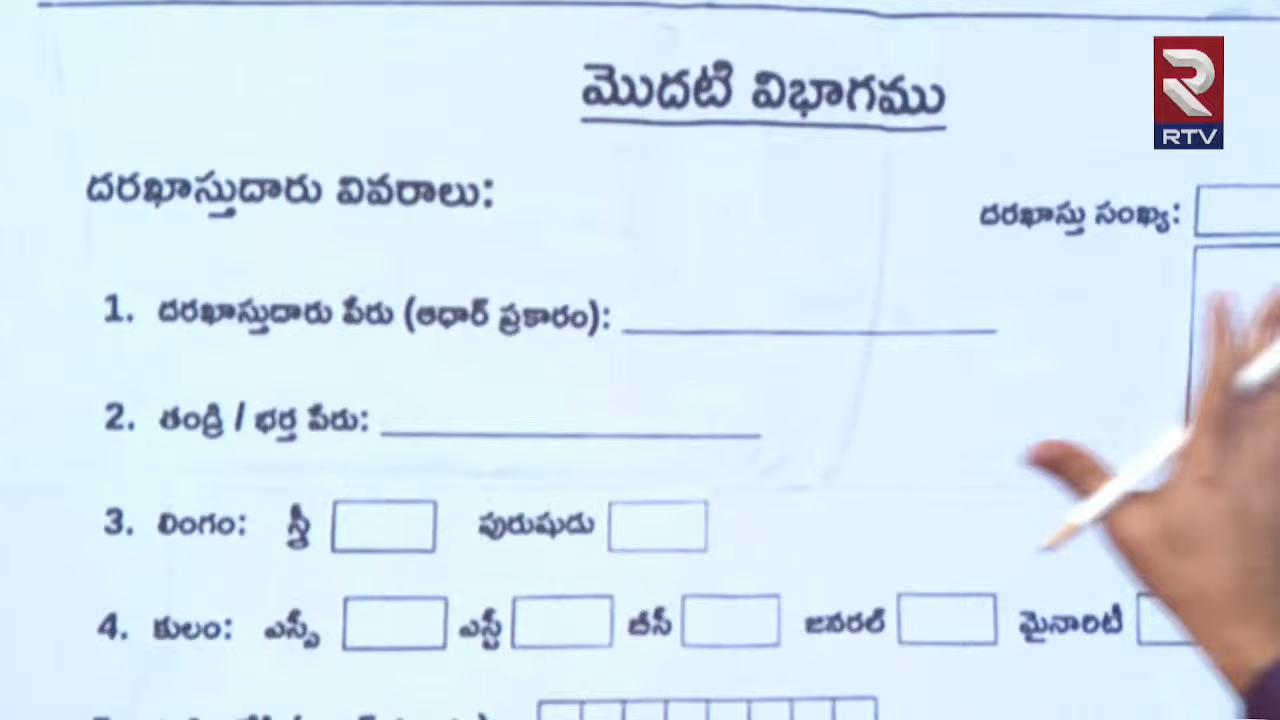 మొదటి విభాగము
దరఖాస్తుదారు వివరాలు:
దరఖాస్తు సంఖ్య:
1. దరఖాస్తుదారు పేరు (ఆధార్ ప్రకారం):
2. తండ్రి / భర్త పేరు:
3. లింగం: స్త్రీ పురుషుడు
4. కులం: ఎస్సీ ఎస్టీ బీసీ జనరల్ మైనారిటీ
RTV